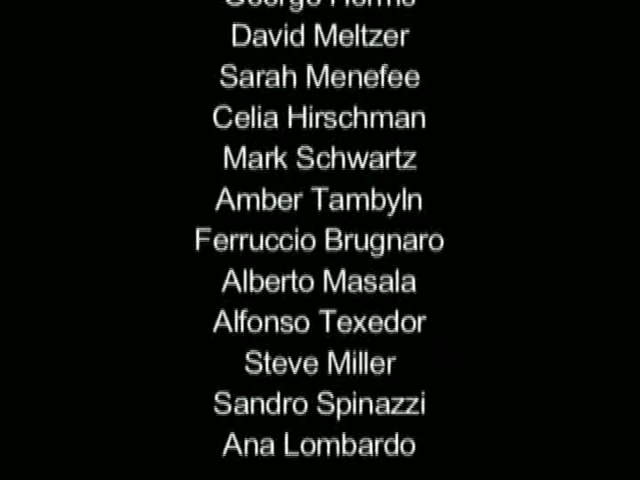 David Meltzer
Sarah Menefee
Celia Hirschman
Mark Schwartz
Amber Tambyln
Ferruccio Brugnaro
Alberto Masala
Alfonso Texedor
Steve Miller
Sandro Spinazzi
Ana Lombardo